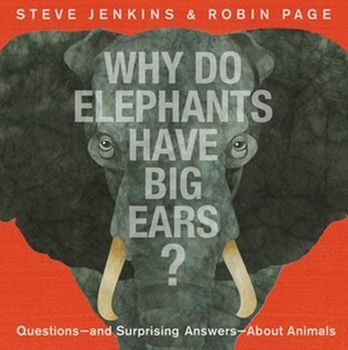 STEVE JENKINS & ROBIN PAGE
WHY DO
ELEPHANTS
HAVE
BIG
EARS
?
Questions—and Surprising Answers—About Animals